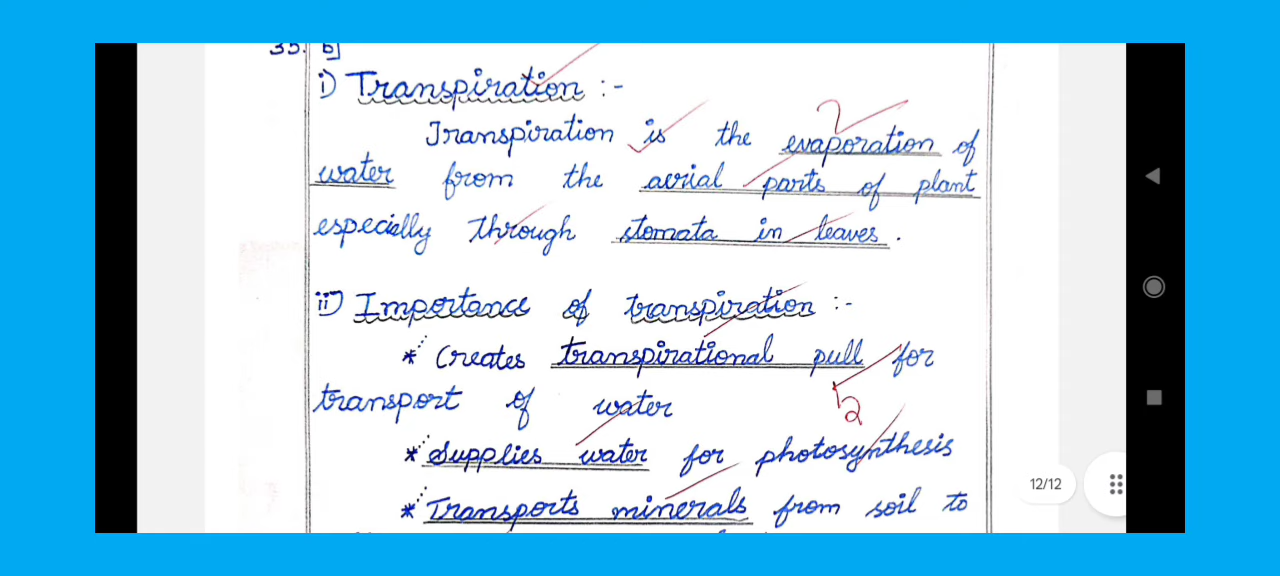 35. b]
i) Transpiration :-
Transpiration is the evaporation of
water from the aerial parts of plant
especially through stomata in leaves.
ii) Importance of transpiration :-
* Creates transpirational pull for
transport of water
* Supplies water for photosynthesis
* Transports minerals from soil to
12/12